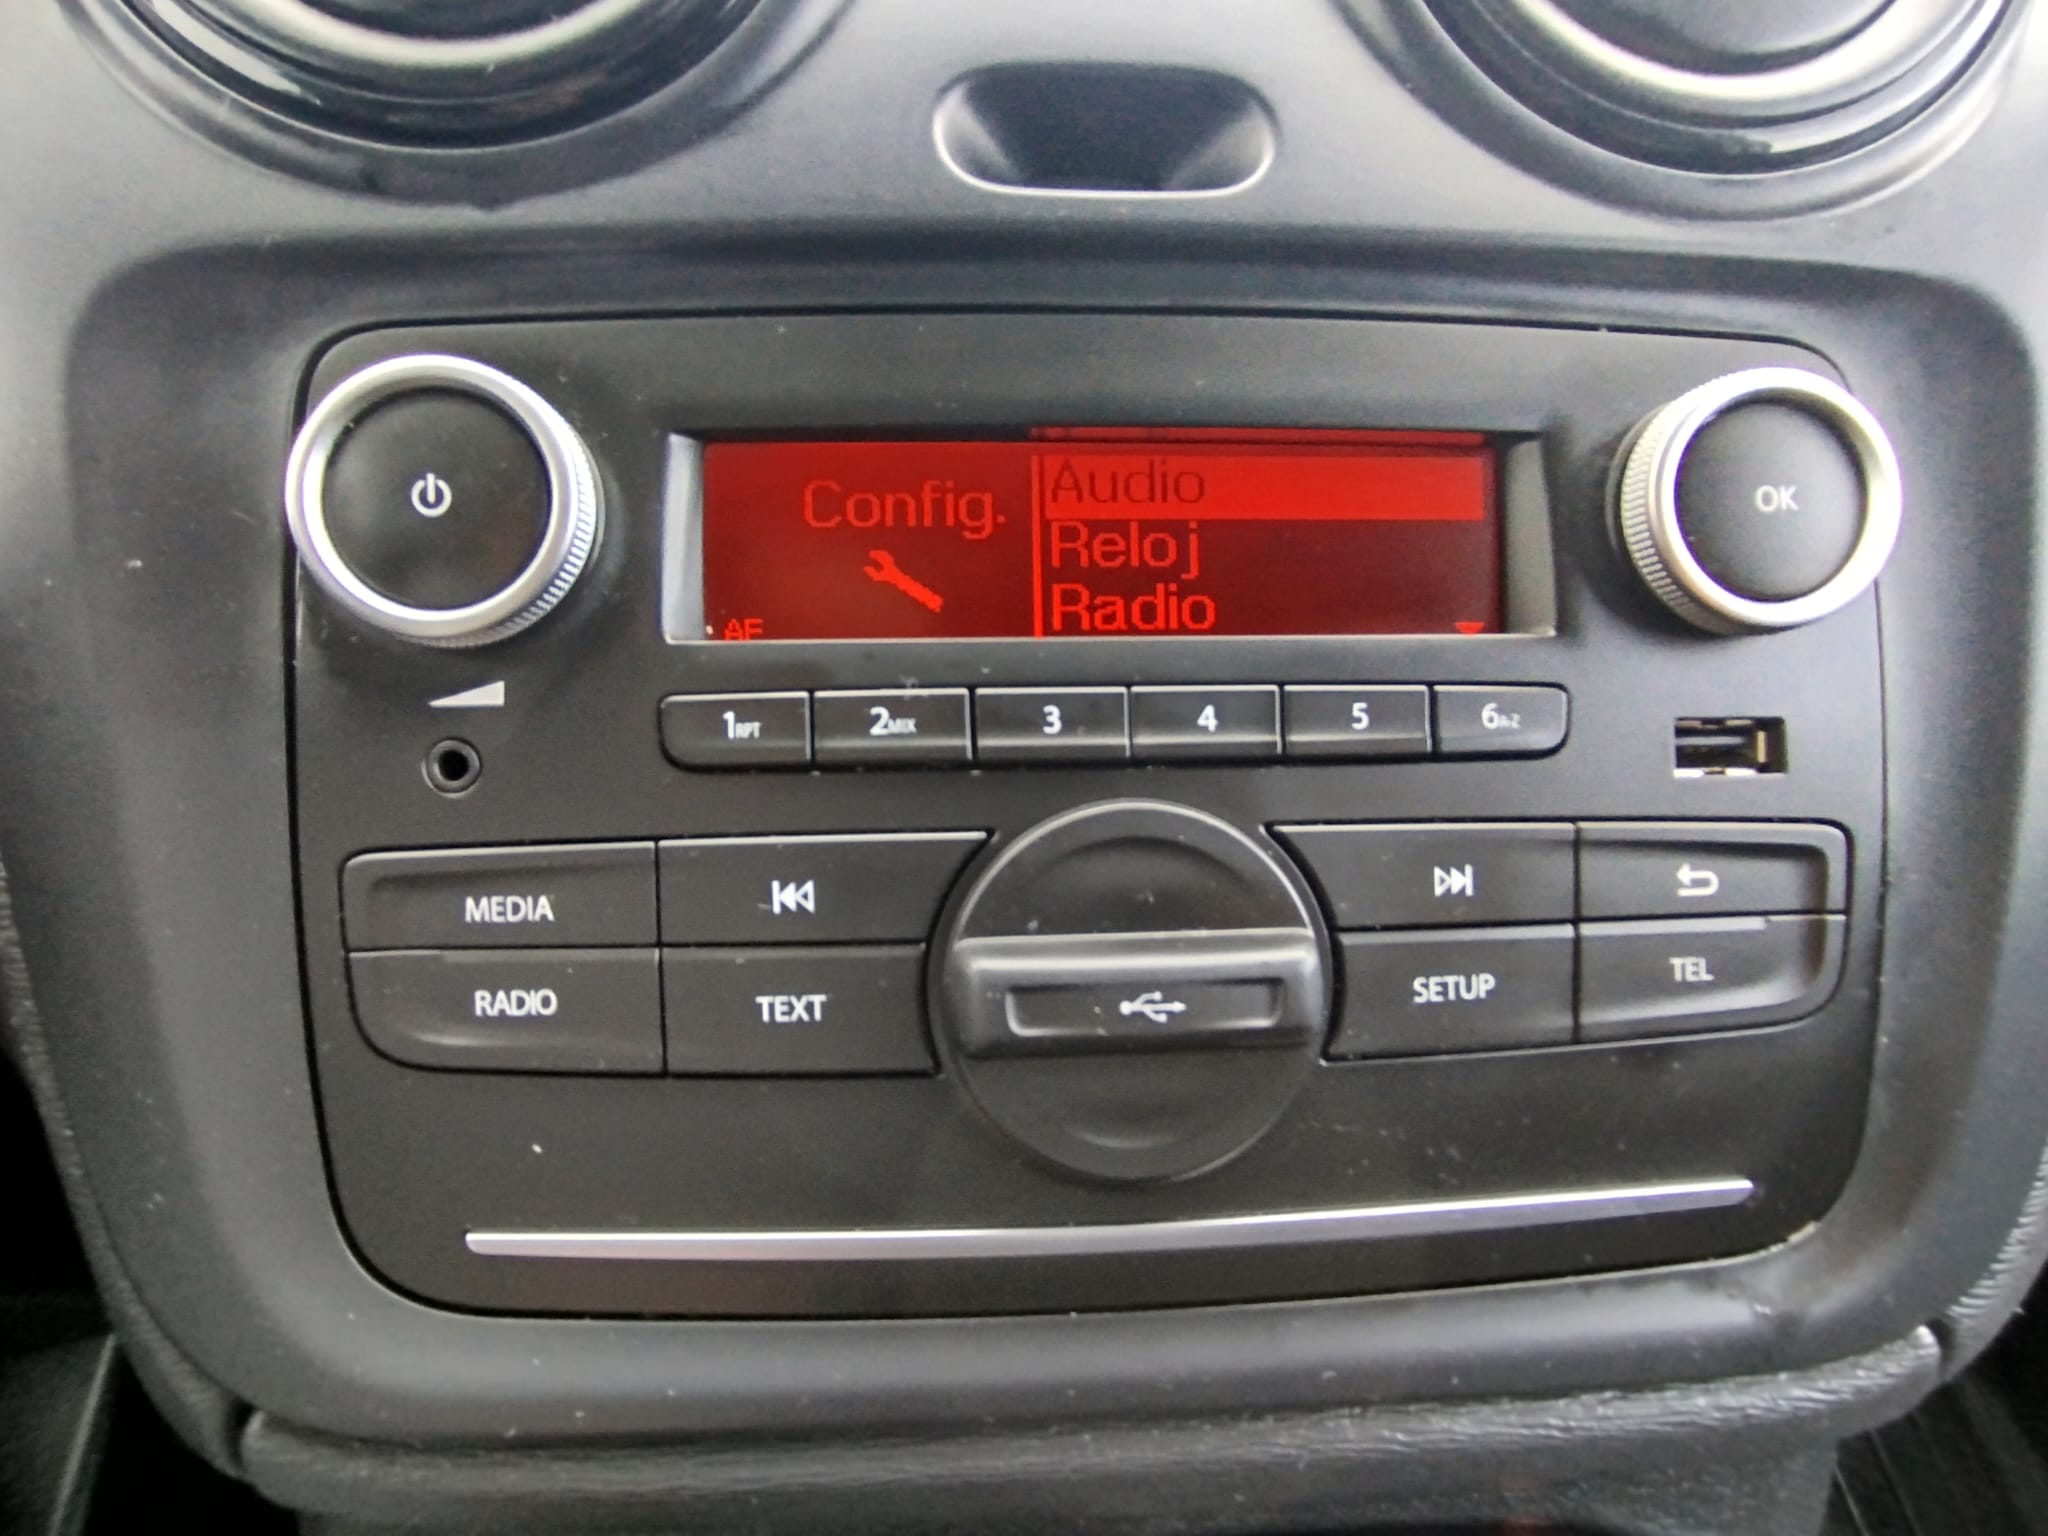 Config.
Audio
Reloj
Radio
AF
OK
1RPT 2MIX 3 4 5 6A-Z
MEDIA
RADIO TEXT
SETUP TEL